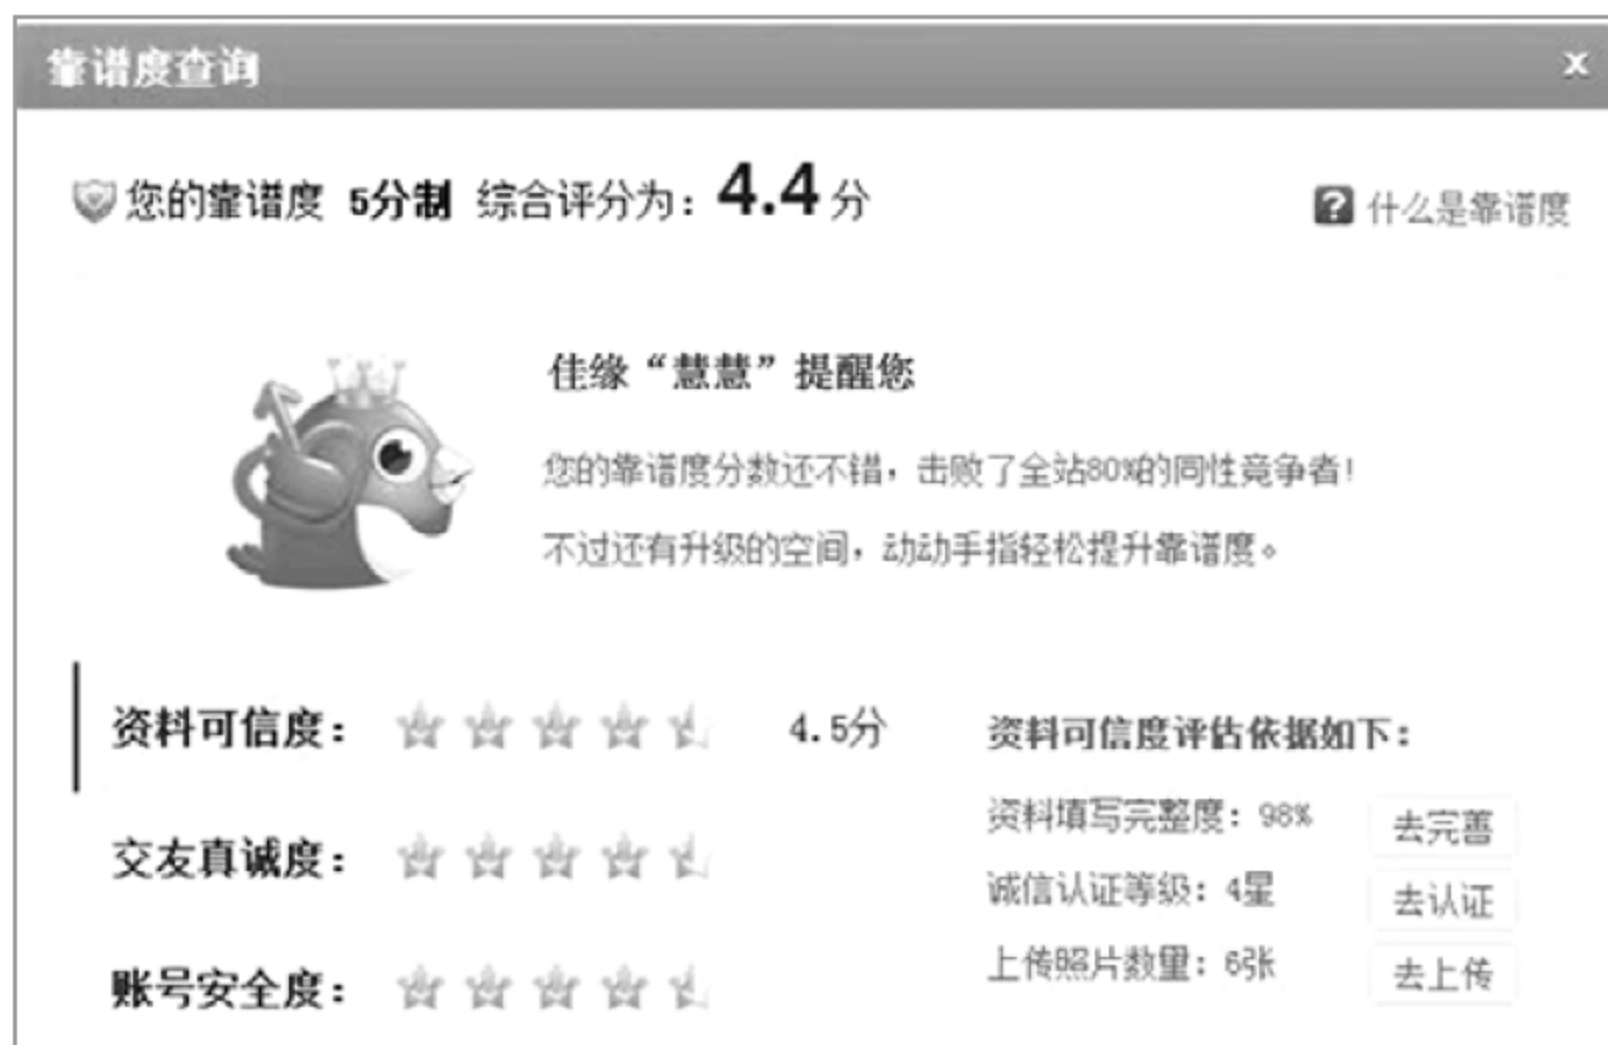 靠谱度查询 x
您的靠谱度 5分制 综合评分为：4.4分 ? 什么是靠谱度
佳缘“慧慧”提醒您
您的靠谱度分数还不错，击败了全站80%的同性竞争者！
不过还有升级的空间，动动手指轻松提升靠谱度。
资料可信度： 4.5分
交友真诚度：
账号安全度：
资料可信度评估依据如下：
资料填写完整度：98% 去完善
诚信认证等级：4星 去认证
上传照片数量：6张 去上传